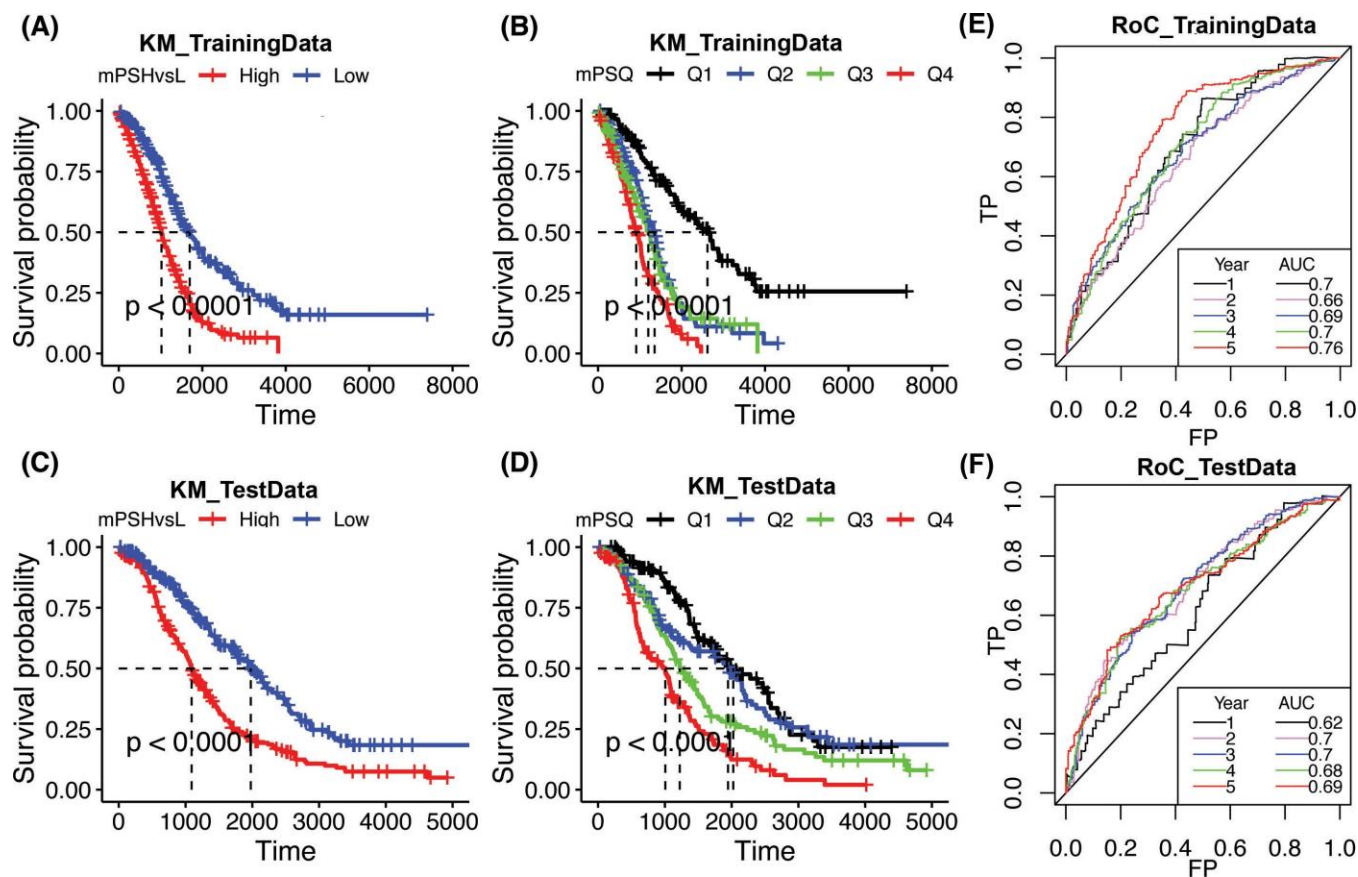 (A)
KM_TrainingData
mPSHvsL High Low
Survival probability
1.00
0.75
0.50
0.25
0.00
p < 0.0001
0 2000 4000 6000 8000
Time
(B)
KM_TrainingData
mPSQ Q1 Q2 Q3 Q4
Survival probability
1.00
0.75
0.50
0.25
0.00
p < 0.0001
0 2000 4000 6000 8000
Time
(E)
RoC_TrainingData
TP
1.0
0.8
0.6
0.4
0.2
0.0
Year AUC
1 0.7
2 0.66
3 0.69
4 0.7
5 0.76
0.0 0.2 0.4 0.6 0.8 1.0
FP
(C)
KM_TestData
mPSHvsL High Low
Survival probability
1.00
0.75
0.50
0.25
0.00
p < 0.0001
0 1000 2000 3000 4000 5000
Time
(D)
KM_TestData
mPSQ Q1 Q2 Q3 Q4
Survival probability
1.00
0.75
0.50
0.25
0.00
p < 0.0001
0 1000 2000 3000 4000 5000
Time
(F)
RoC_TestData
TP
1.0
0.8
0.6
0.4
0.2
0.0
Year AUC
1 0.62
2 0.7
3 0.7
4 0.68
5 0.69
0.0 0.2 0.4 0.6 0.8 1.0
FP